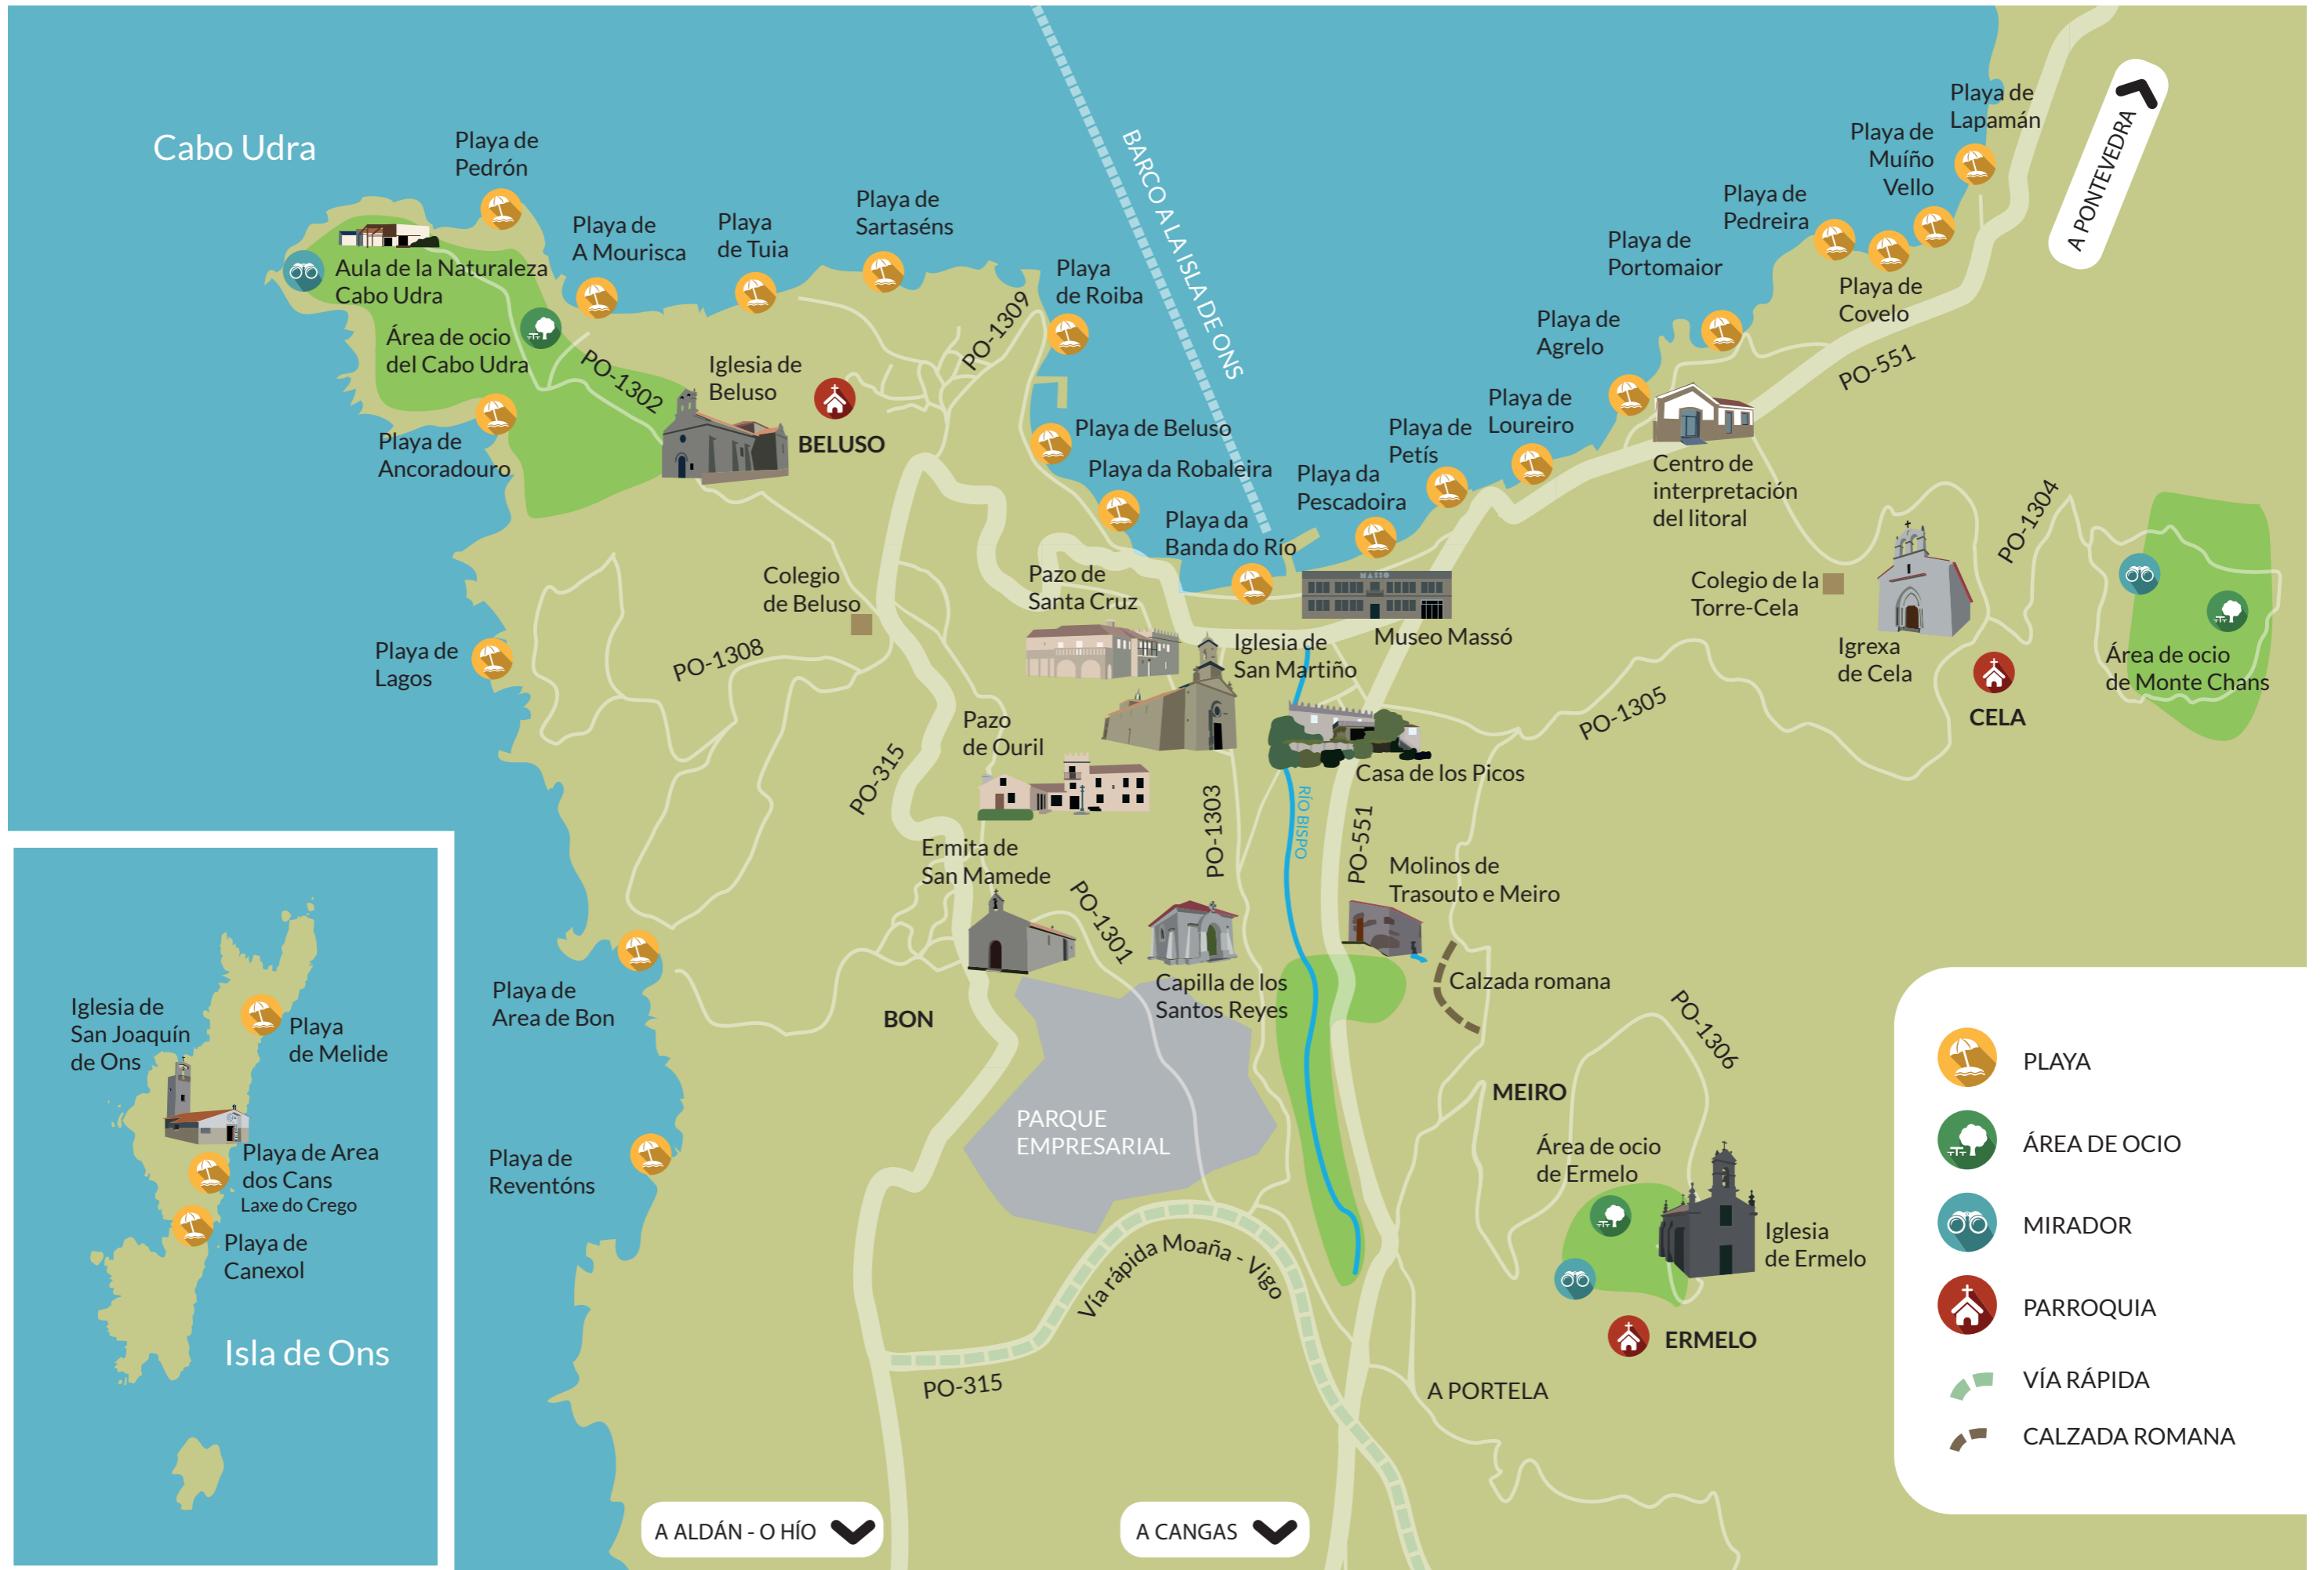 Cabo Udra
Playa de
Pedrón
Playa de
A Mourisca
Playa
de Tuia
Playa de
Sartaséns
Playa
de Roiba
BARCO A LA ISLA DE ONS
Playa de
Lapamán
Playa de
Muíño
Vello
Playa de
Pedreira
Playa de
Portomaior
Playa de
Covelo
A PONTEVEDRA
Playa de
Agrelo
Playa de
Loureiro
Playa de
Petís
Playa da
Pescadoira
Playa de Beluso
Playa da Robaleira
Playa da
Banda do Río
Aula de la Naturaleza
Cabo Udra
Área de ocio
del Cabo Udra
PO-1302
Iglesia de
Beluso
BELUSO
PO-1309
Playa de
Ancoradouro
PO-551
Centro de
interpretación
del litoral
PO-1304
Colegio de la
Torre-Cela
Igrexa
de Cela
CELA
Área de ocio
de Monte Chans
Colegio
de Beluso
Pazo de
Santa Cruz
Iglesia de
San Martiño
MASSO
Museo Massó
Playa de
Lagos
PO-1308
PO-315
Pazo
de Ouril
PO-1305
Casa de los Picos
RÍO BISPO
PO-1303
PO-551
Ermita de
San Mamede
PO-1301
Molinos de
Trasouto e Meiro
Capilla de los
Santos Reyes
Calzada romana
Playa de
Area de Bon
BON
PO-1306
MEIRO
PARQUE
EMPRESARIAL
Playa de
Reventóns
Área de ocio
de Ermelo
Iglesia
de Ermelo
ERMELO
Vía rápida Moaña - Vigo
PO-315
A PORTELA
A ALDÁN - O HÍO
A CANGAS
Iglesia de
San Joaquín
de Ons
Playa
de Melide
Playa de Area
dos Cans
Laxe do Crego
Playa de
Canexol
Isla de Ons
PLAYA
ÁREA DE OCIO
MIRADOR
PARROQUIA
VÍA RÁPIDA
CALZADA ROMANA